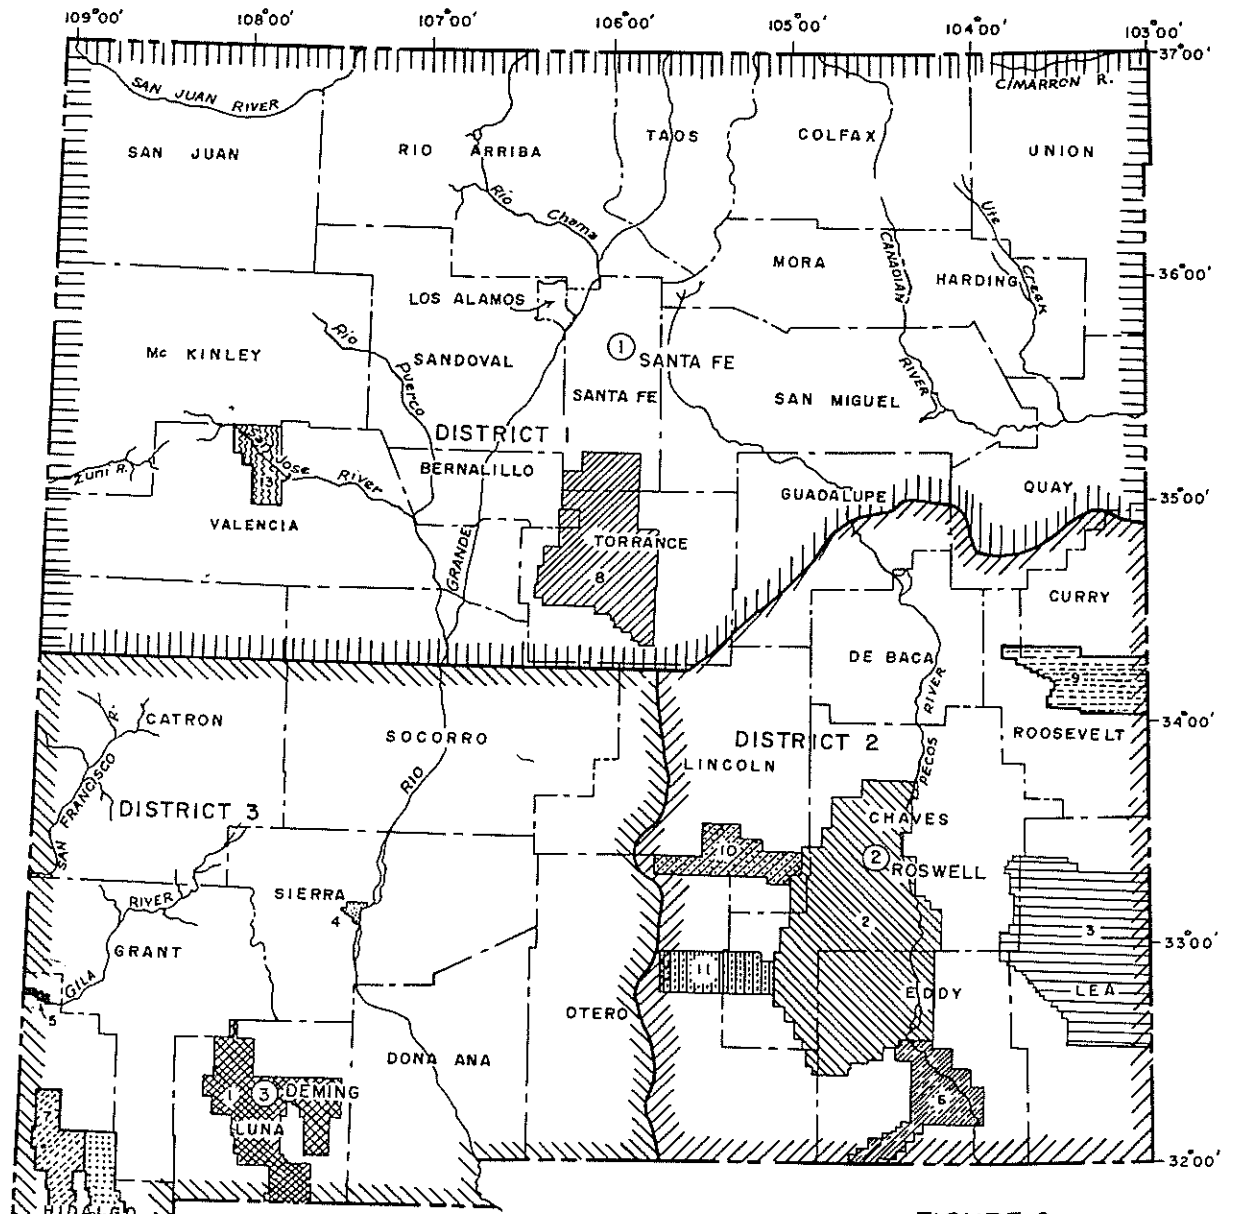 109°00' 108°00' 107°00' 106°00' 105°00' 104°00' 103°00'
37°00'
CIMARRON R.
SAN JUAN RIVER
TAOS
COLFAX
SAN JUAN
RIO ARRIBA
UNION
Rio Chama
Ute Creek
CANADIAN RIVER
MORA
36°00'
HARDING
LOS ALAMOS
Rio Puerco
Mc KINLEY
SANDOVAL
1 SANTA FE
SANTA FE
SAN MIGUEL
DISTRICT 1
BERNALILLO
Zuni R.
San Jose River
13
GUADALUPE
QUAY
35°00'
VALENCIA
TORRANCE
8
RIO GRANDE
CURRY
DE BACA
PECOS RIVER
9
34°00'
CATRON
SOCORRO
DISTRICT 2
ROOSEVELT
LINCOLN
SAN FRANCISCO R.
DISTRICT 3
CHAVES
10
2 ROSWELL
SIERRA
4
GILA RIVER
2
3
GRANT
33°00'
11
EDDY
LEA
5
OTERO
DONA ANA
1 3 DEMING
6
7
LUNA
32°00'
HIDALGO